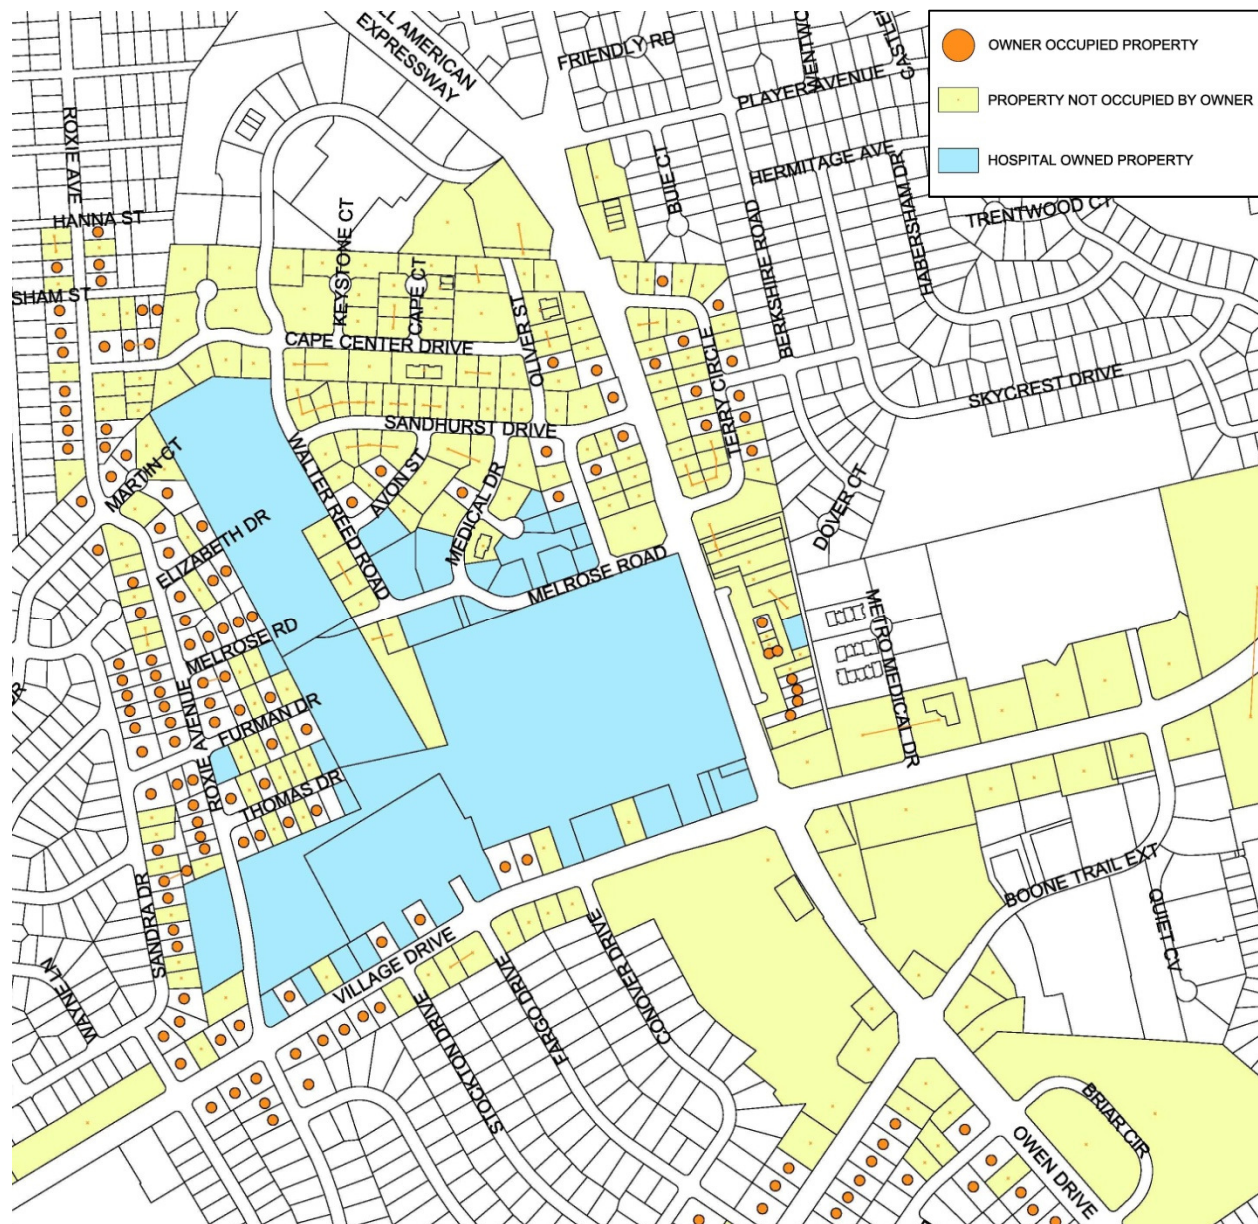 OWNER OCCUPIED PROPERTY
PROPERTY NOT OCCUPIED BY OWNER
HOSPITAL OWNED PROPERTY
EXPRESSWAY
AMERICAN
FRIENDLY RD
PLAYER AVENUE
HERMITAGE AVE
HABERSHAM DR
TRENTWOOD CT
BUIE CT
BERKSHIRE ROAD
ROXIE AVE
HANNA ST
SHAM ST
KEYSTONE CT
CAPE CT
OLIVER ST
CAPE CENTER DRIVE
TERRY CIRCLE
SKYCREST DRIVE
SANDHURST DRIVE
WALTER REED ROAD
AVON ST
MEDICAL DR
MARTIN CT
ELIZABETH DR
DOVER CT
MELROSE ROAD
MELROSE RD
METRO MEDICAL DR
FURMAN DR
ROXIE AVENUE
THOMAS DR
SANDRA DR
WAYNE LN
VILLAGE DRIVE
STOCKTON DRIVE
FARGO DRIVE
CONOVER DRIVE
BOONE TRAIL EXT
QUIET CT
BRIAR CIR
OWEN DRIVE